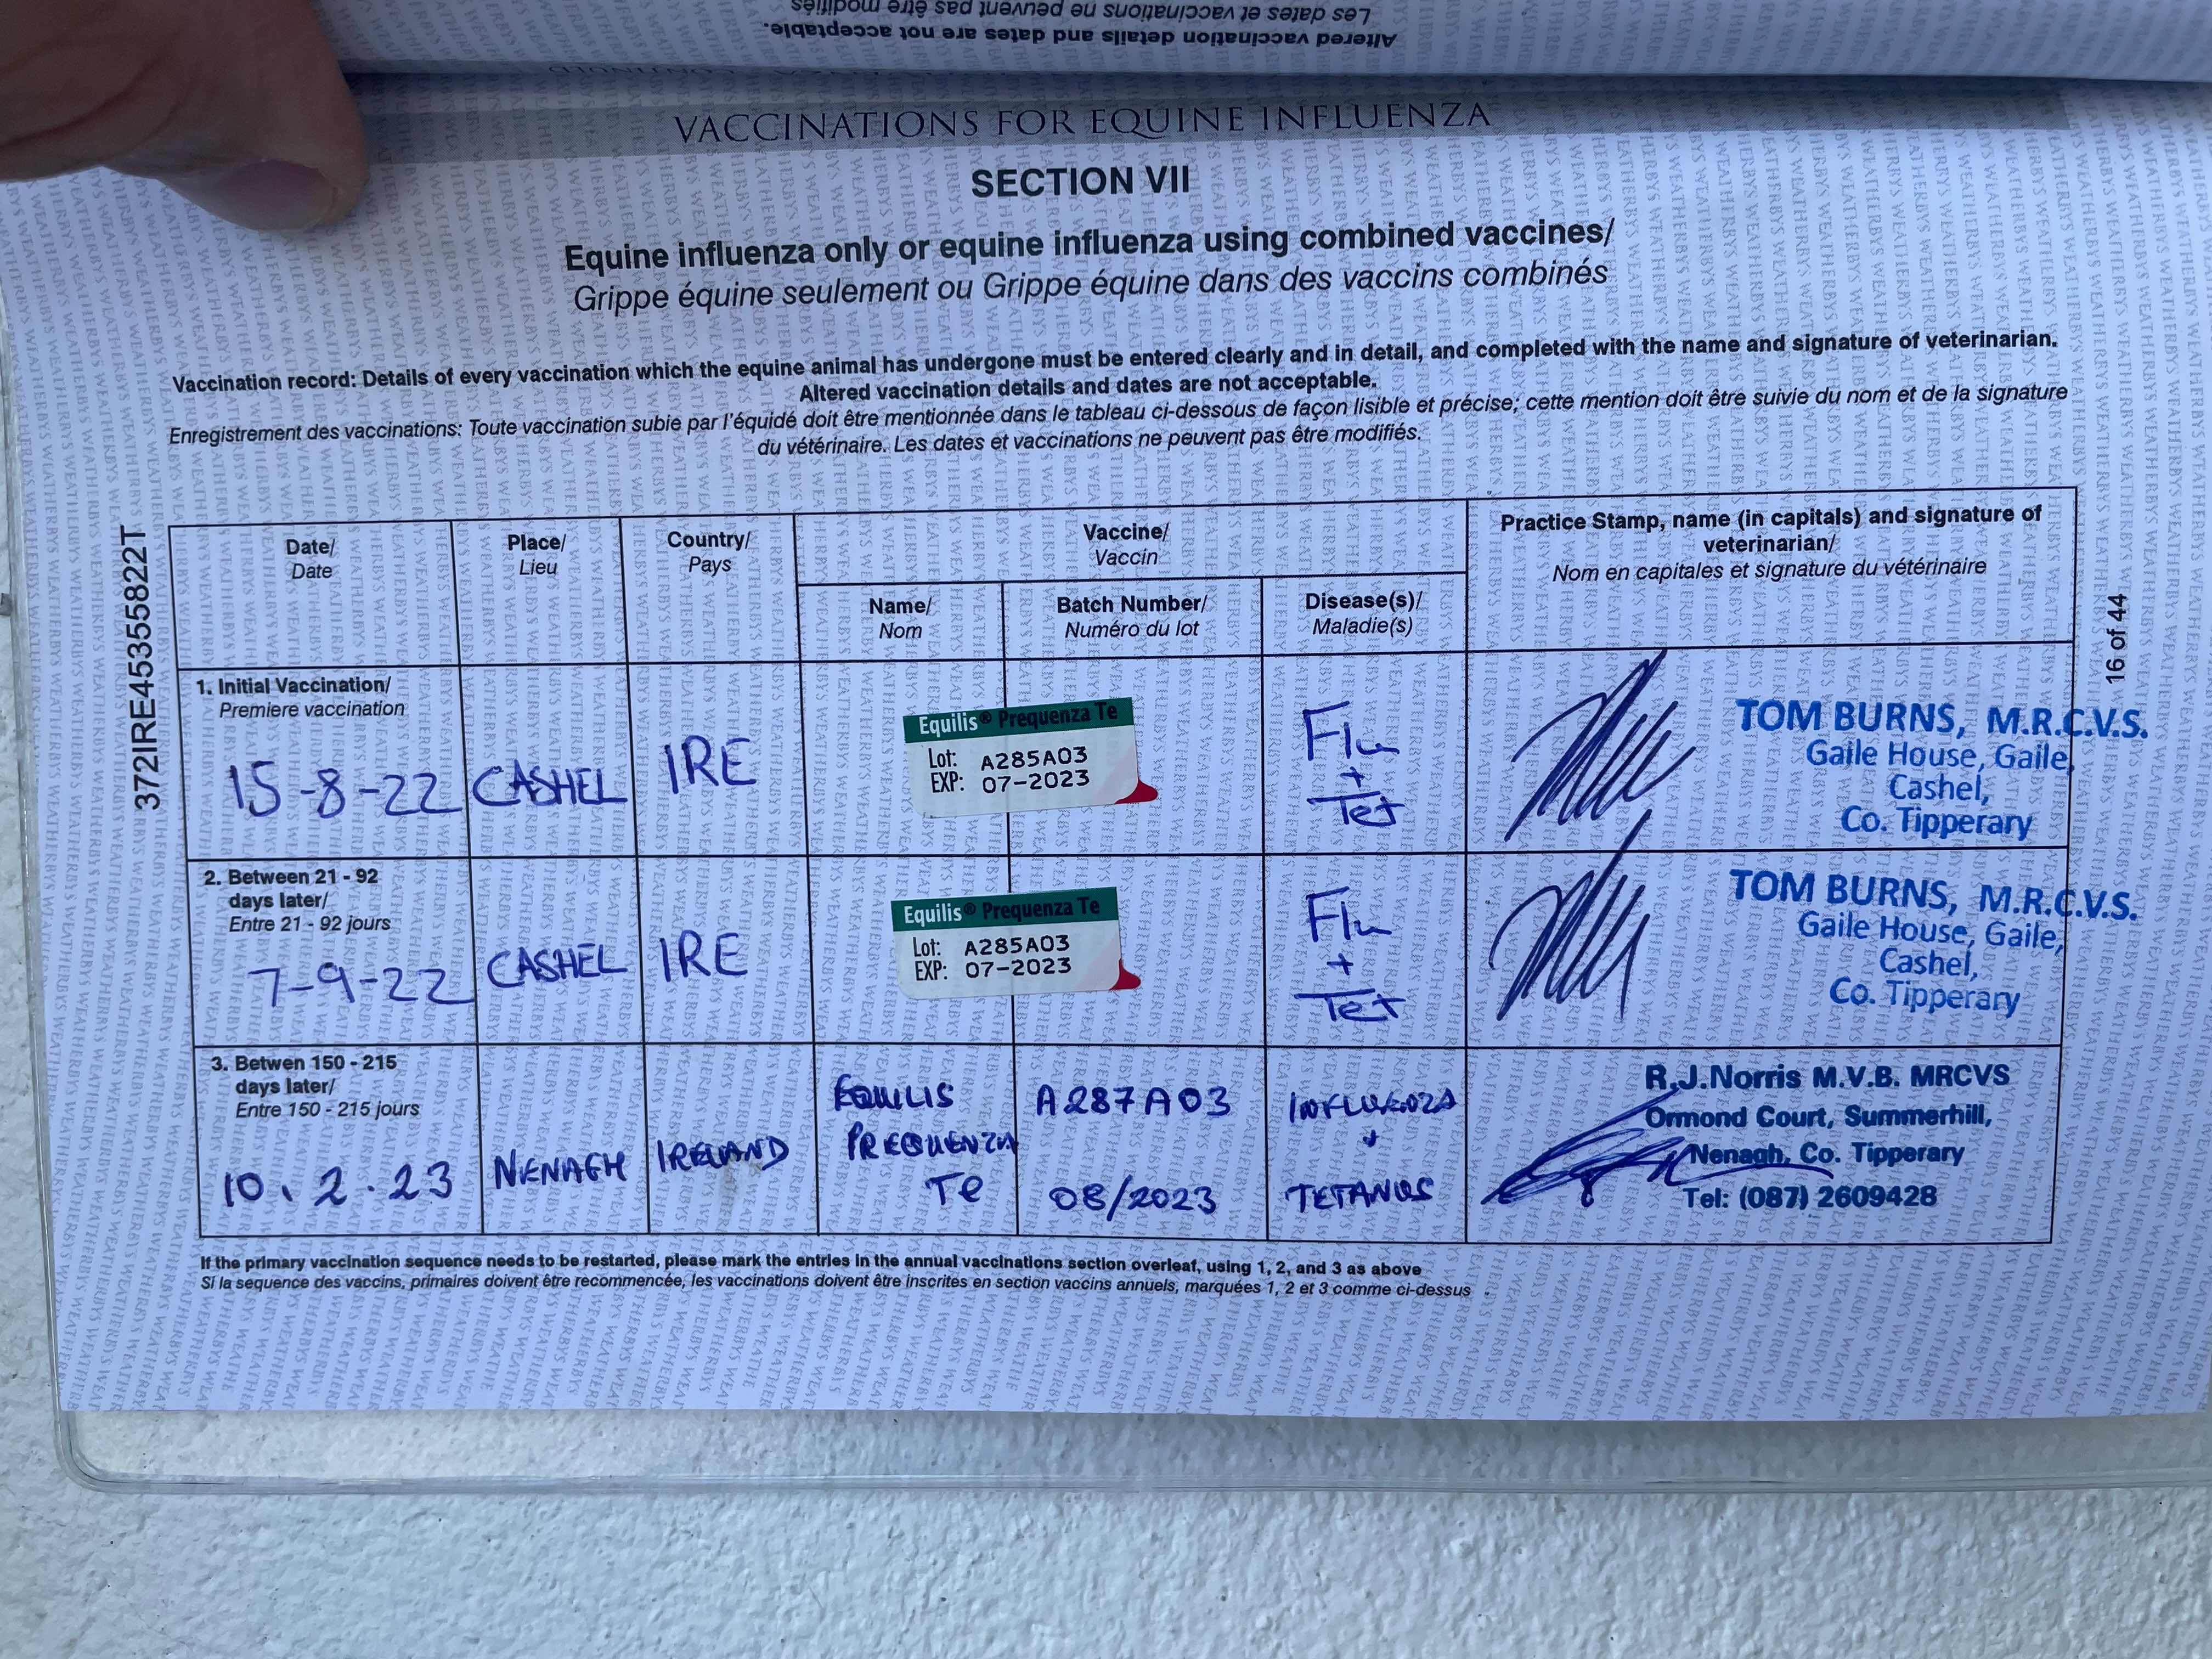 Les dates et vaccinations ne peuvent pas être modifiés
Altered vaccination details and dates are not acceptable.
VACCINATIONS FOR EQUINE INFLUENZA
SECTION VII
Equine influenza only or equine influenza using combined vaccines/
Grippe équine seulement ou Grippe équine dans des vaccins combinés
Vaccination record: Details of every vaccination which the equine animal has undergone must be entered clearly and in detail, and completed with the name and signature of veterinarian.
Altered vaccination details and dates are not acceptable.
Enregistrement des vaccinations: Toute vaccination subie par l'équidé doit être mentionnée dans le tableau ci-dessous de façon lisible et précise; cette mention doit être suivie du nom et de la signature
du vétérinaire. Les dates et vaccinations ne peuvent pas être modifiés.
372IRE45355822T
16 of 44
Date/
Date
Place/
Lieu
Country/
Pays
Vaccine/
Vaccin
Name/
Nom
Batch Number/
Numéro du lot
Disease(s)/
Maladie(s)
Practice Stamp, name (in capitals) and signature of
veterinarian/
Nom en capitales et signature du vétérinaire
1. Initial Vaccination/
Premiere vaccination
15-8-22
CASHEL
IRE
Equilis® Prequenza Te
Lot: A285A03
EXP: 07-2023
Flu
+
Tet
TOM BURNS, M.R.C.V.S.
Gaile House, Gaile,
Cashel,
Co. Tipperary
2. Between 21 - 92
days later/
Entre 21 - 92 jours
7-9-22
CASHEL
IRE
Equilis® Prequenza Te
Lot: A285A03
EXP: 07-2023
Flu
+
Tet
TOM BURNS, M.R.C.V.S.
Gaile House, Gaile,
Cashel,
Co. Tipperary
3. Betwen 150 - 215
days later/
Entre 150 - 215 jours
10.2.23
NENAGH
IRELAND
EQUILIS
PREQUENZA
Te
A287A03
08/2023
INFLUENZA
+
TETANUS
R.J.Norris M.V.B. MRCVS
Ormond Court, Summerhill,
Nenagh, Co. Tipperary
Tel: (087) 2609428
If the primary vaccination sequence needs to be restarted, please mark the entries in the annual vaccinations section overleaf, using 1, 2, and 3 as above
Si la sequence des vaccins, primaires doivent être recommencée, les vaccinations doivent être inscrites en section vaccins annuels, marquées 1, 2 et 3 comme ci-dessus